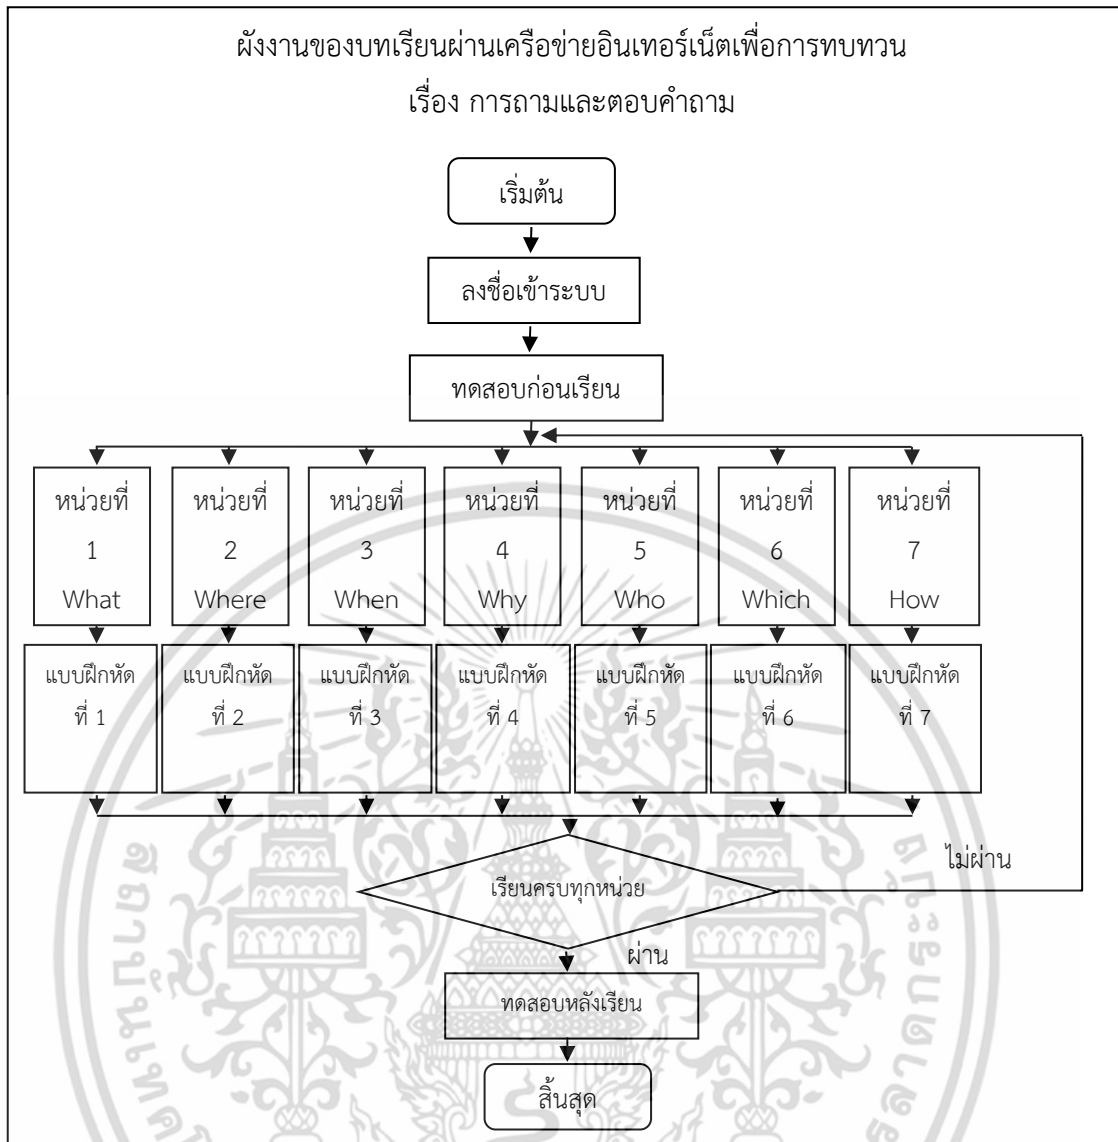 ผังงานของบทเรียนผ่านเครือข่ายอินเทอร์เน็ตเพื่อการทบทวน
เรื่อง การถามและตอบคำถาม
เริ่มต้น
ลงชื่อเข้าระบบ
ทดสอบก่อนเรียน
หน่วยที่
1
What
หน่วยที่
2
Where
หน่วยที่
3
When
หน่วยที่
4
Why
หน่วยที่
5
Who
หน่วยที่
6
Which
หน่วยที่
7
How
แบบฝึกหัด
ที่ 1
แบบฝึกหัด
ที่ 2
แบบฝึกหัด
ที่ 3
แบบฝึกหัด
ที่ 4
แบบฝึกหัด
ที่ 5
แบบฝึกหัด
ที่ 6
แบบฝึกหัด
ที่ 7
ไม่ผ่าน
เรียนครบทุกหน่วย
ผ่าน
ทดสอบหลังเรียน
สิ้นสุด